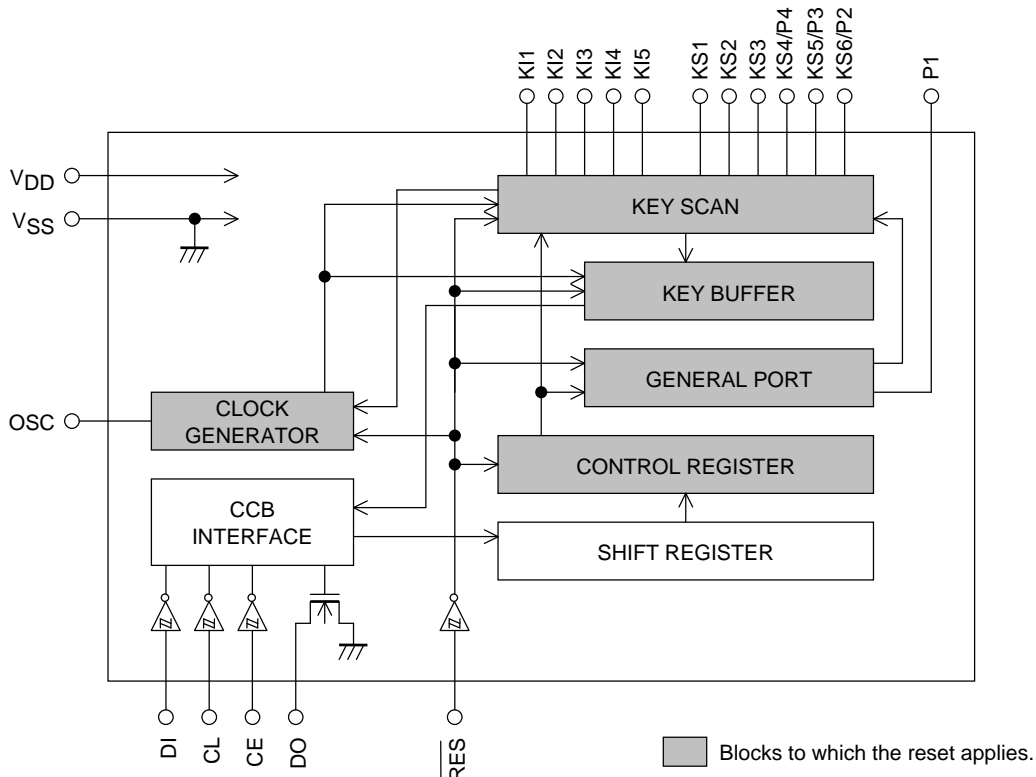 KI1
KI2
KI3
KI4
KI5
KS1
KS2
KS3
KS4/P4
KS5/P3
KS6/P2
P1
VDD
VSS
KEY SCAN
KEY BUFFER
GENERAL PORT
OSC
CLOCK
GENERATOR
CONTROL REGISTER
CCB
INTERFACE
SHIFT REGISTER
DI
CL
CE
DO
RES
Blocks to which the reset applies.